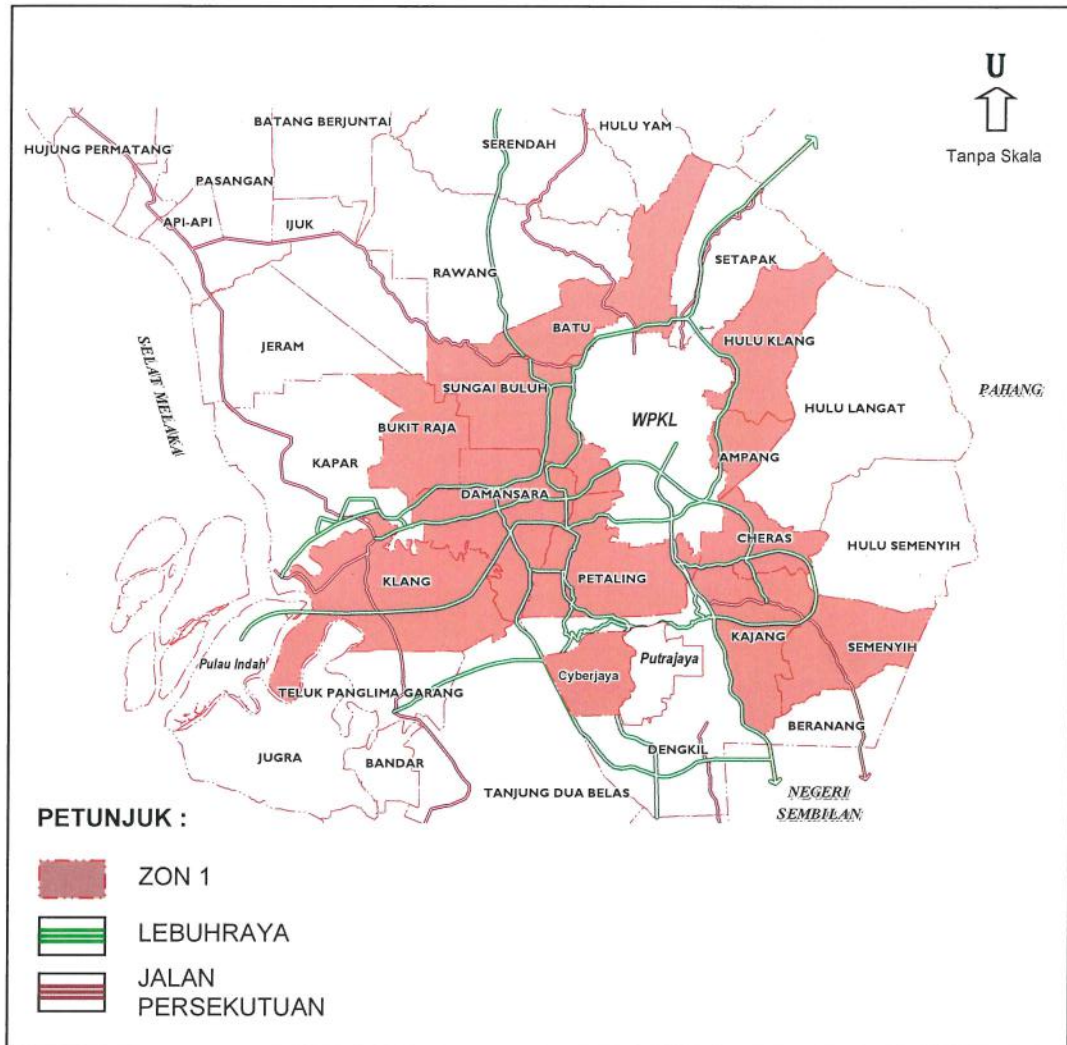 U
Tanpa Skala
BATANG BERJUNTAI
HULU YAM
SERENDAH
HUJUNG PERMATANG
PASANGAN
API-API
IJUK
SETAPAK
RAWANG
BATU
HULU KLANG
JERAM
SELAT MELAKA
SUNGAI BULUH
PAHANG
HULU LANGAT
WPKL
BUKIT RAJA
AMPANG
KAPAR
DAMANSARA
CHERAS
HULU SEMENYIH
KLANG
PETALING
KAJANG
SEMENYIH
Pulau Indah
Putrajaya
Cyberjaya
TELUK PANGLIMA GARANG
BERANANG
DENGKIL
JUGRA
BANDAR
TANJUNG DUA BELAS
NEGERI
SEMBILAN
PETUNJUK :
ZON 1
LEBUHRAYA
JALAN
PERSEKUTUAN